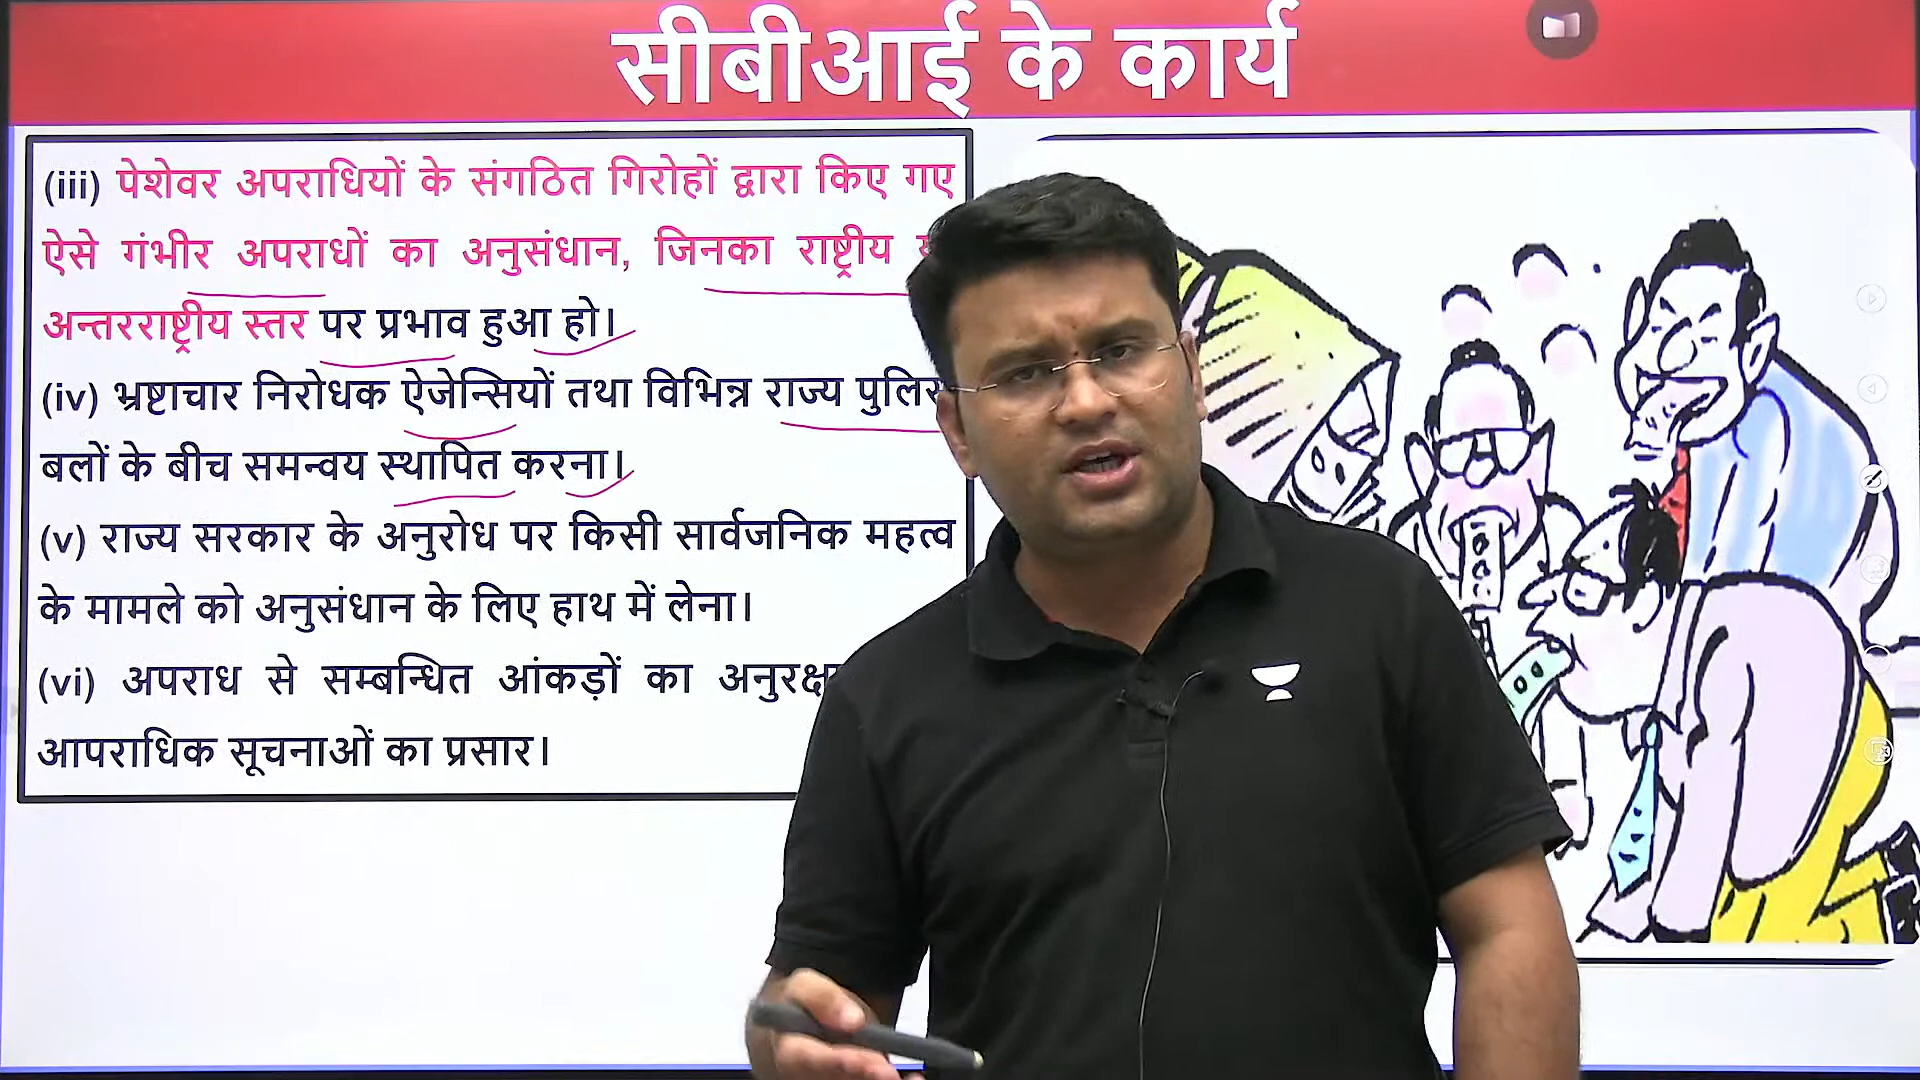 सीबीआई के कार्य
(iii) पेशेवर अपराधियों के संगठित गिरोहों द्वारा किए गए
ऐसे गंभीर अपराधों का अनुसंधान, जिनका राष्ट्रीय
अन्तरराष्ट्रीय स्तर पर प्रभाव हुआ हो।
(iv) भ्रष्टाचार निरोधक ऐजेन्सियों तथा विभिन्न राज्य
बलों के बीच समन्वय स्थापित करना।
(v) राज्य सरकार के अनुरोध पर किसी सार्वजनिक महत्व
के मामले को अनुसंधान के लिए हाथ में लेना।
(vi) अपराध से सम्बन्धित आंकड़ों का
आपराधिक सूचनाओं का प्रसार।